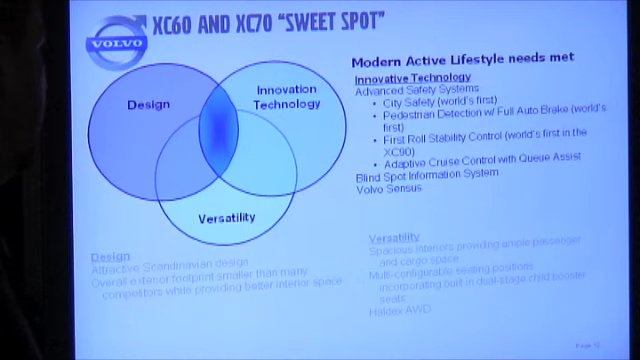 XC60 AND XC70 "SWEET SPOT"
VOLVO
Design
Innovation
Technology
Versatility
Modern Active Lifestyle needs met
Innovative Technology
Advanced Safety Systems
• City Safety (world's first)
• Pedestrian Detection w/ Full Auto Brake (world's
first)
• First Roll Stability Control (world's first in the
XC90)
• Adaptive Cruise Control with Queue Assist
Blind Spot Information System
Volvo Sensus
Design
Attractive Scandinavian design
Overall exterior footprint smaller than many
competitors while providing better interior space
Versatility
Spacious interiors providing ample passenger
and cargo space
Multi-configurable seating positions
incorporating built in dual-stage child booster
seats
Haldex AWD
Page